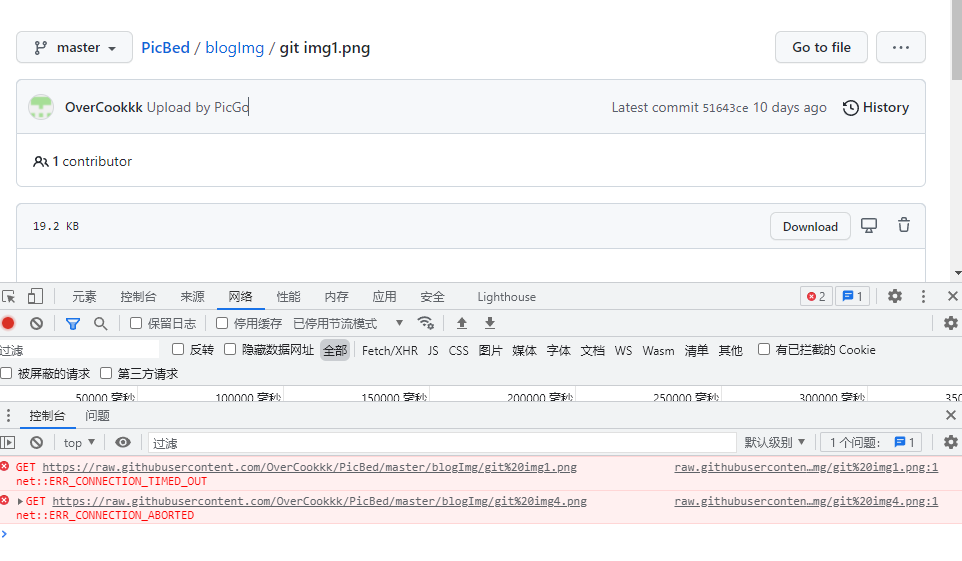 master PicBed / blogImg / git img1.png Go to file ...
OverCookkk Upload by PicGo Latest commit 51643ce 10 days ago History
1 contributor
19.2 KB Download
元素 控制台 来源 网络 性能 内存 应用 安全 Lighthouse 2 1
保留日志 停用缓存 已停用节流模式
过滤 反转 隐藏数据网址 全部 Fetch/XHR JS CSS 图片 媒体 字体 文档 WS Wasm 清单 其他 有已拦截的 Cookie
被屏蔽的请求 第三方请求
50000 毫秒 100000 毫秒 150000 毫秒 200000 毫秒 250000 毫秒 300000 毫秒 350
控制台 问题
top 过滤 默认级别 1 个问题: 1
GET https://raw.githubusercontent.com/OverCookkk/PicBed/master/blogImg/git%20img1.png raw.githubuserconten…mg/git%20img1.png:1
net::ERR_CONNECTION_TIMED_OUT
GET https://raw.githubusercontent.com/OverCookkk/PicBed/master/blogImg/git%20img4.png raw.githubuserconten…mg/git%20img4.png:1
net::ERR_CONNECTION_ABORTED